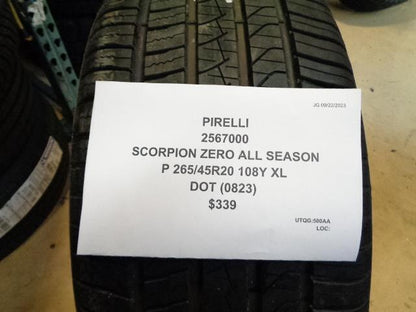 JG 09/22/2023
PIRELLI
2567000
SCORPION ZERO ALL SEASON
P 265/45R20 108Y XL
DOT (0823)
$339
UTQG:500AA
LOC: